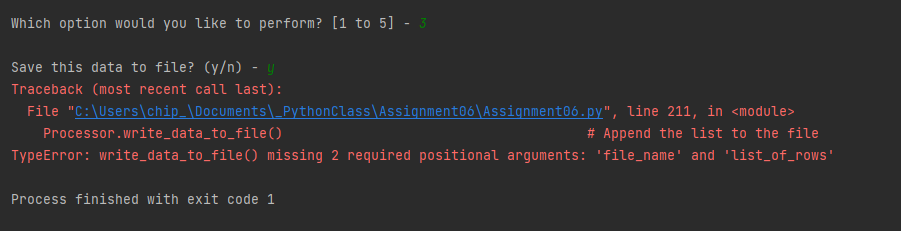 Which option would you like to perform? [1 to 5] - 3
Save this data to file? (y/n) - y
Traceback (most recent call last):
  File "C:\Users\chip_\Documents\_PythonClass\Assignment06\Assignment06.py", line 211, in <module>
    Processor.write_data_to_file()                                     # Append the list to the file
TypeError: write_data_to_file() missing 2 required positional arguments: 'file_name' and 'list_of_rows'
Process finished with exit code 1